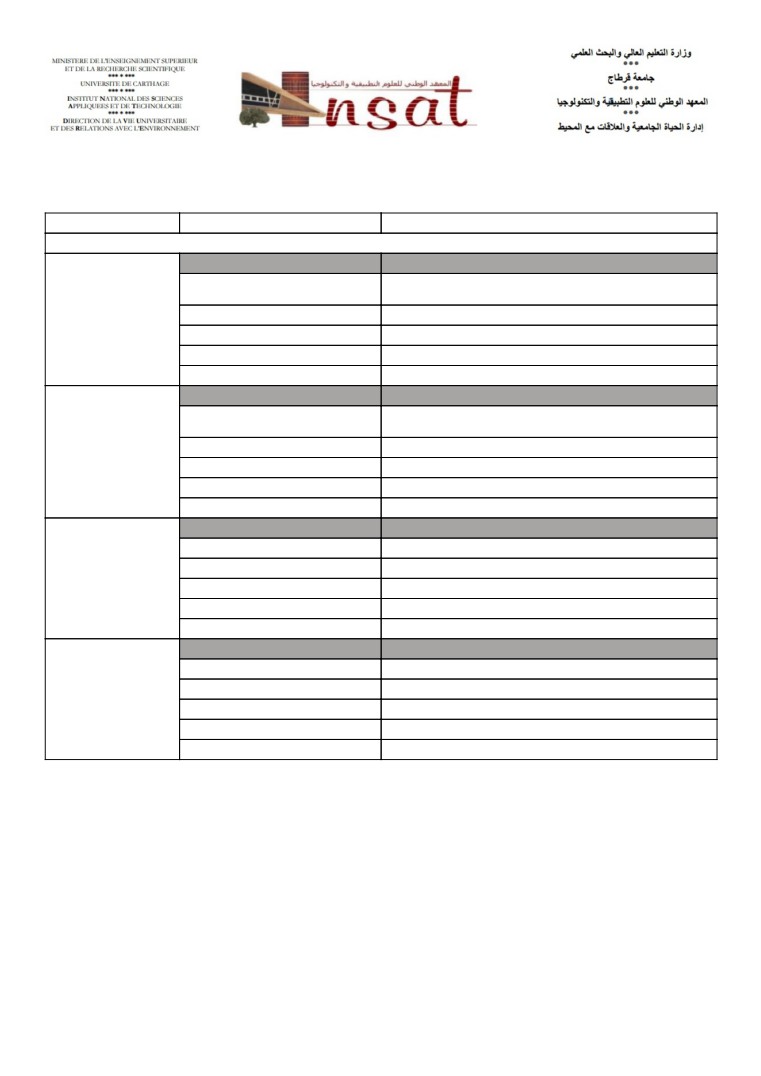 MINISTERE DE L'ENSEIGNEMENT SUPERIEUR
ET DE LA RECHERCHE SCIENTIFIQUE
*** * ***
UNIVERSITE DE CARTHAGE
*** * ***
INSTITUT NATIONAL DES SCIENCES
APPLIQUEES ET DE TECHNOLOGIE
*** * ***
DIRECTION DE LA VIE UNIVERSITAIRE
ET DES RELATIONS AVEC L'ENVIRONNEMENT
المعهد الوطني للعلوم التطبيقية والتكنولوجيا
nsat
وزارة التعليم العالي والبحث العلمي
***
جامعة قرطاج
***
المعهد الوطني للعلوم التطبيقية والتكنولوجيا
***
إدارة الحياة الجامعية والعلاقات مع المحيط